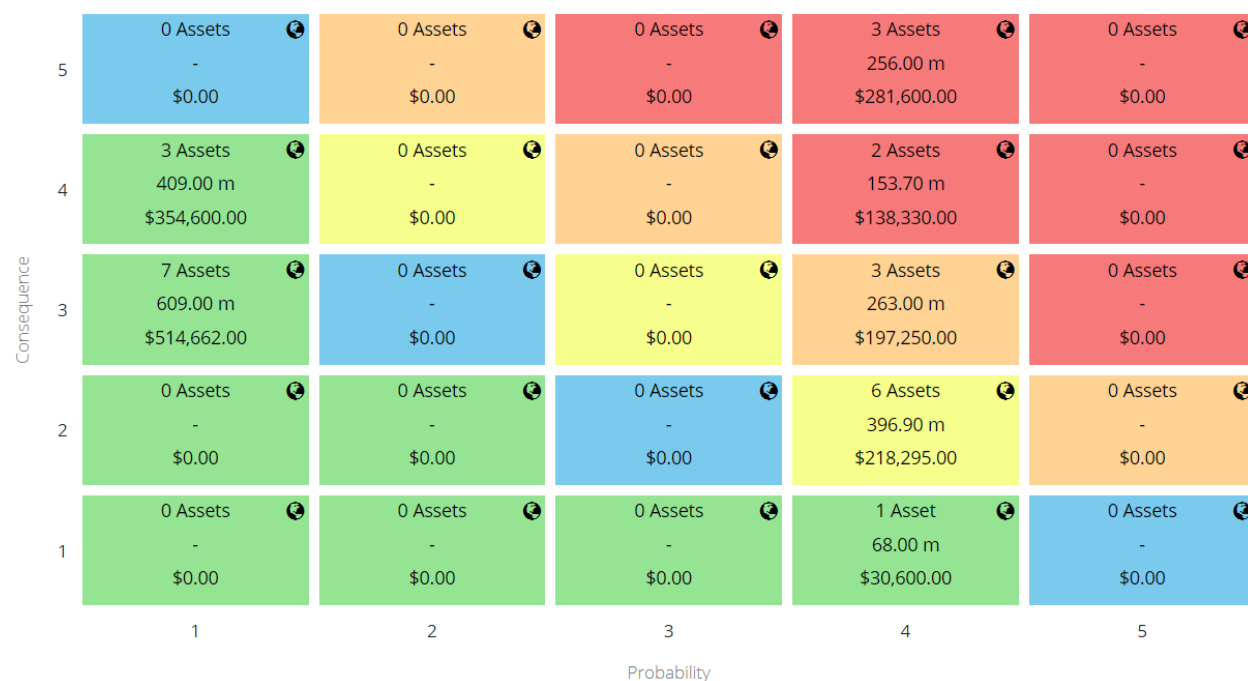 0 Assets 0 Assets 0 Assets 3 Assets 0 Assets
5 - - - 256.00 m -
$0.00 $0.00 $0.00 $281,600.00 $0.00
3 Assets 0 Assets 0 Assets 2 Assets 0 Assets
4 409.00 m - - 153.70 m -
$354,600.00 $0.00 $0.00 $138,330.00 $0.00
Consequence
7 Assets 0 Assets 0 Assets 3 Assets 0 Assets
3 609.00 m - - 263.00 m -
$514,662.00 $0.00 $0.00 $197,250.00 $0.00
0 Assets 0 Assets 0 Assets 6 Assets 0 Assets
2 - - - 396.90 m -
$0.00 $0.00 $0.00 $218,295.00 $0.00
0 Assets 0 Assets 0 Assets 1 Asset 0 Assets
1 - - - 68.00 m -
$0.00 $0.00 $0.00 $30,600.00 $0.00
1 2 3 4 5
Probability